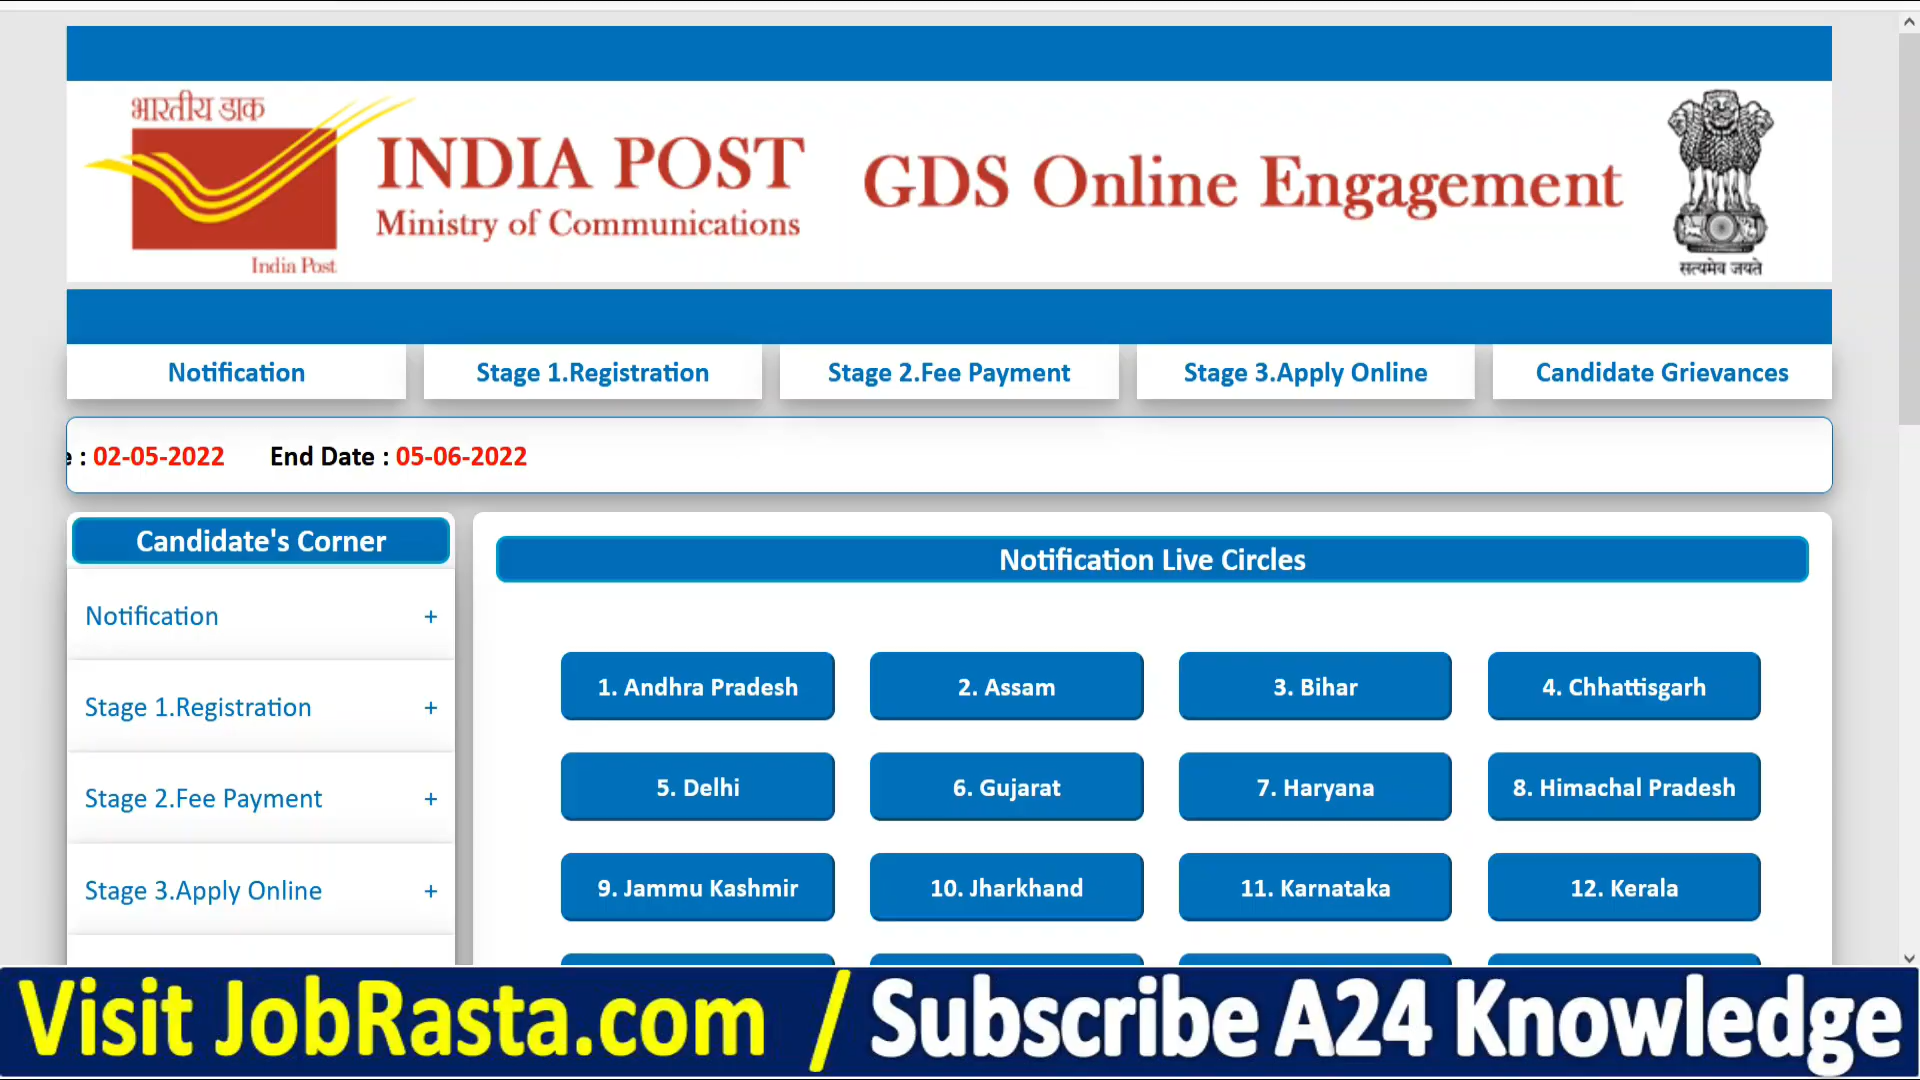 भारतीय डाक
INDIA POST
Ministry of Communications
India Post
GDS Online Engagement
सत्यमेव जयते
Notification
Stage 1.Registration
Stage 2.Fee Payment
Stage 3.Apply Online
Candidate Grievances
e : 02-05-2022 End Date : 05-06-2022
Candidate's Corner
Notification +
Stage 1.Registration +
Stage 2.Fee Payment +
Stage 3.Apply Online +
Notification Live Circles
1. Andhra Pradesh
2. Assam
3. Bihar
4. Chhattisgarh
5. Delhi
6. Gujarat
7. Haryana
8. Himachal Pradesh
9. Jammu Kashmir
10. Jharkhand
11. Karnataka
12. Kerala
Visit JobRasta.com / Subscribe A24 Knowledge